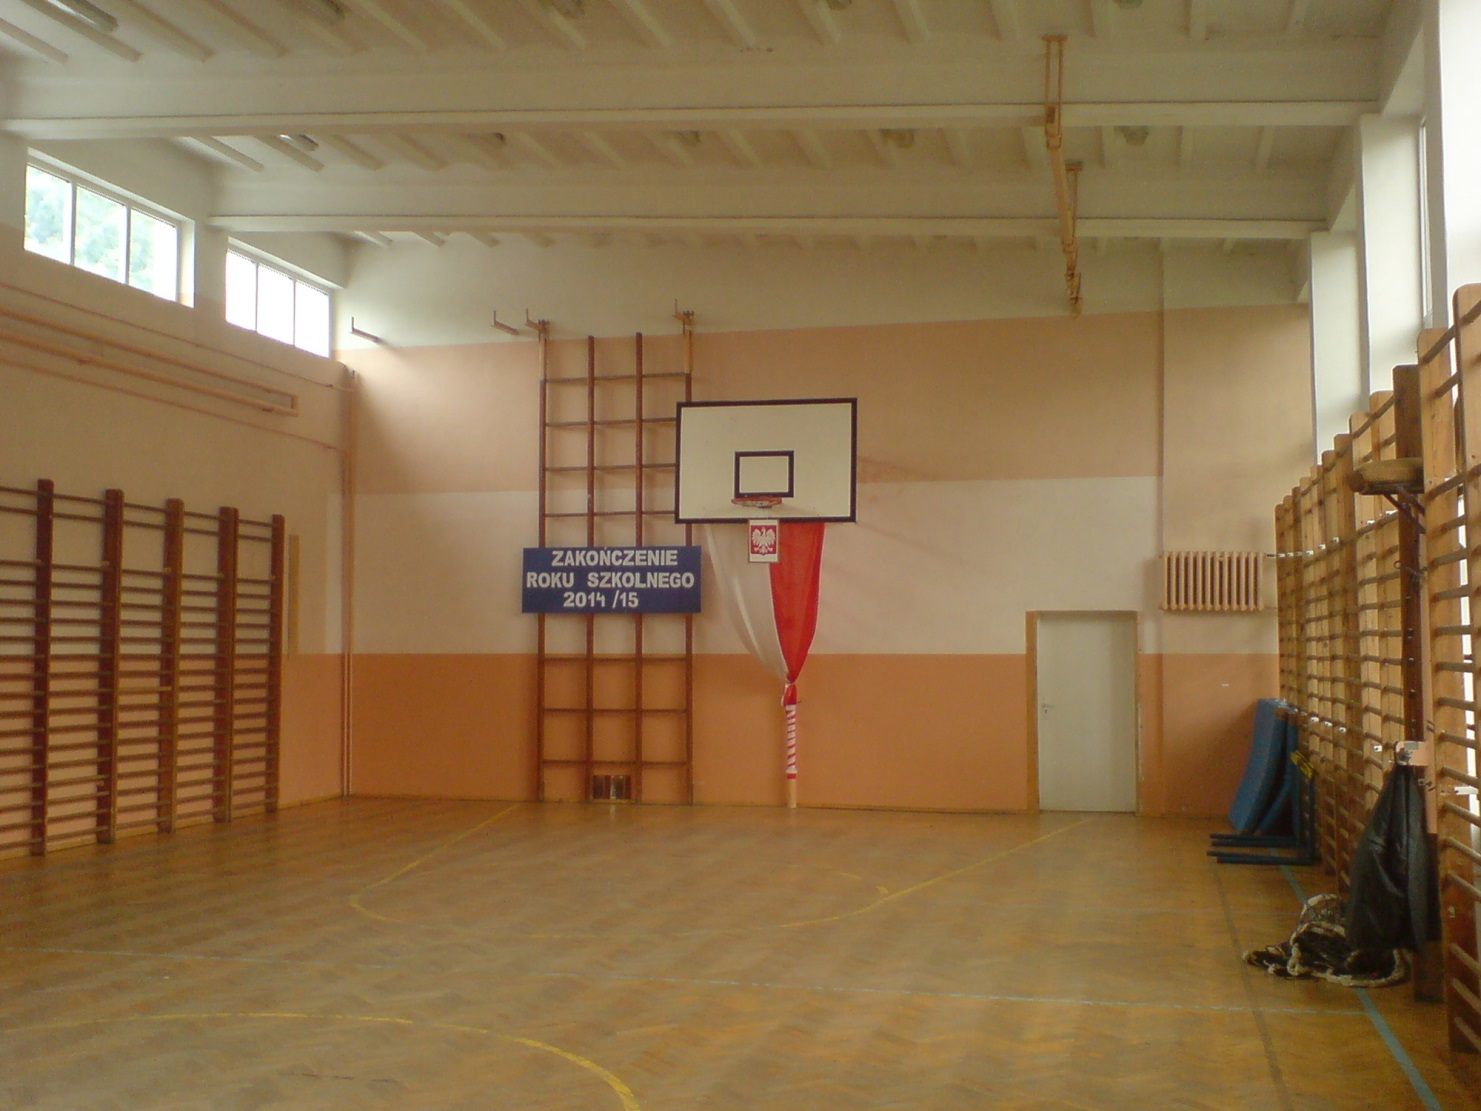 ZAKOŃCZENIE
ROKU SZKOLNEGO
2014 /15